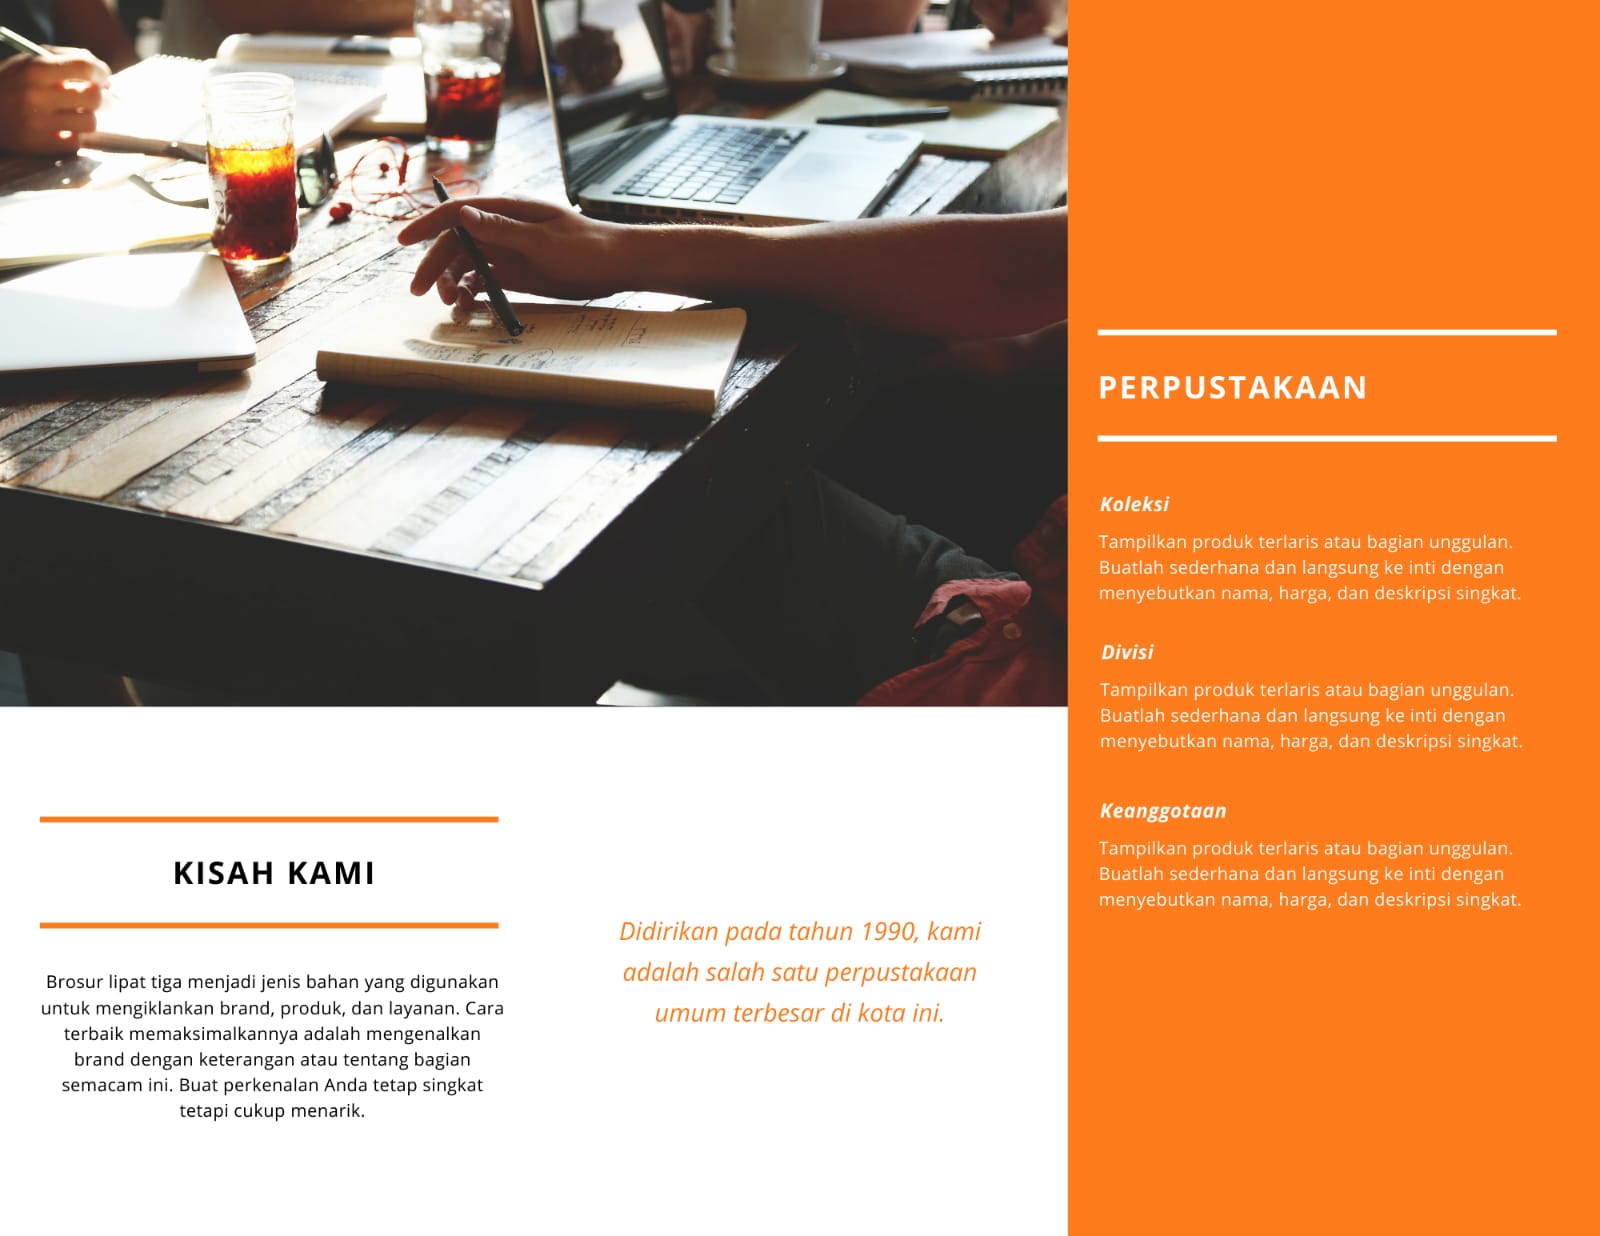 KISAH KAMI
Brosur lipat tiga menjadi jenis bahan yang digunakan
untuk mengiklankan brand, produk, dan layanan. Cara
terbaik memaksimalkannya adalah mengenalkan
brand dengan keterangan atau tentang bagian
semacam ini. Buat perkenalan Anda tetap singkat
tetapi cukup menarik.
Didirikan pada tahun 1990, kami
adalah salah satu perpustakaan
umum terbesar di kota ini.
PERPUSTAKAAN
Koleksi
Tampilkan produk terlaris atau bagian unggulan.
Buatlah sederhana dan langsung ke inti dengan
menyebutkan nama, harga, dan deskripsi singkat.
Divisi
Tampilkan produk terlaris atau bagian unggulan.
Buatlah sederhana dan langsung ke inti dengan
menyebutkan nama, harga, dan deskripsi singkat.
Keanggotaan
Tampilkan produk terlaris atau bagian unggulan.
Buatlah sederhana dan langsung ke inti dengan
menyebutkan nama, harga, dan deskripsi singkat.